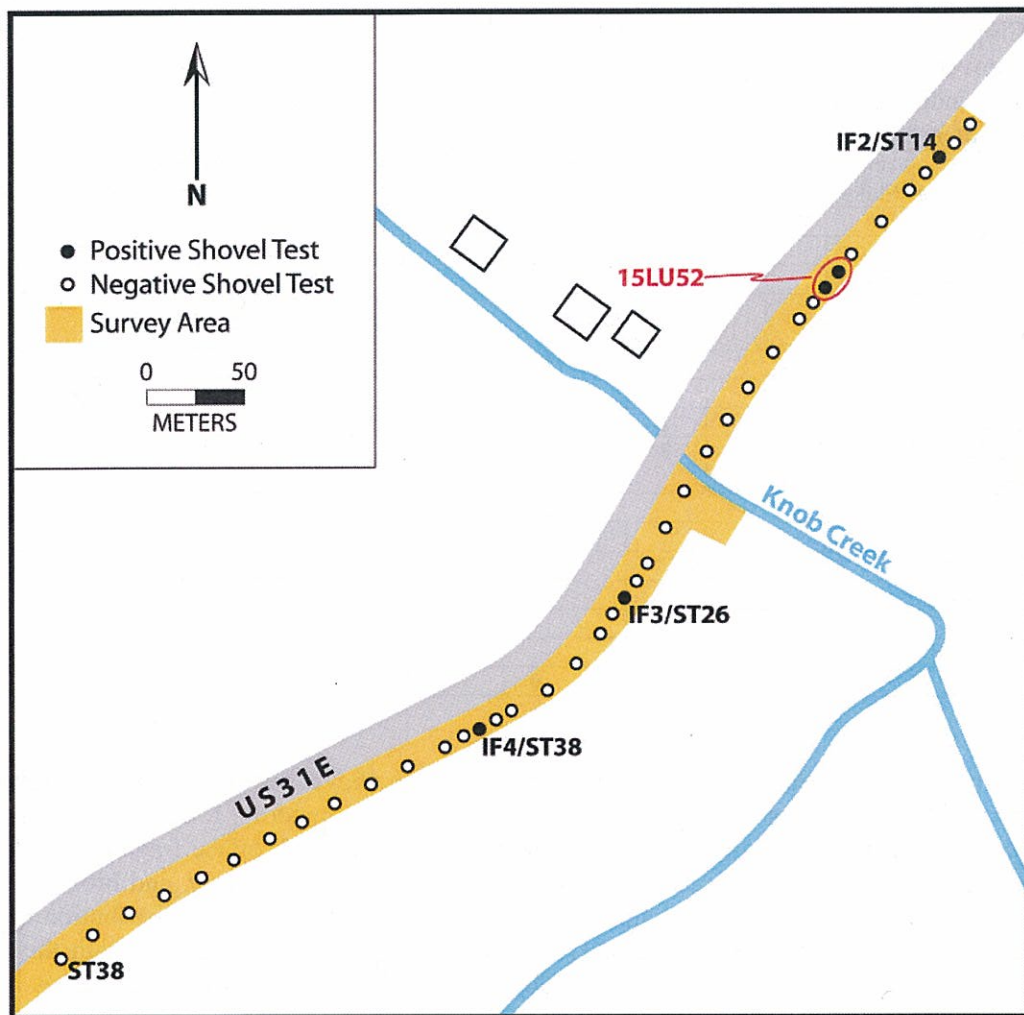 N
Positive Shovel Test
Negative Shovel Test
Survey Area
0 50
METERS
IF2/ST14
15LU52
Knob Creek
IF3/ST26
IF4/ST38
US31E
ST38